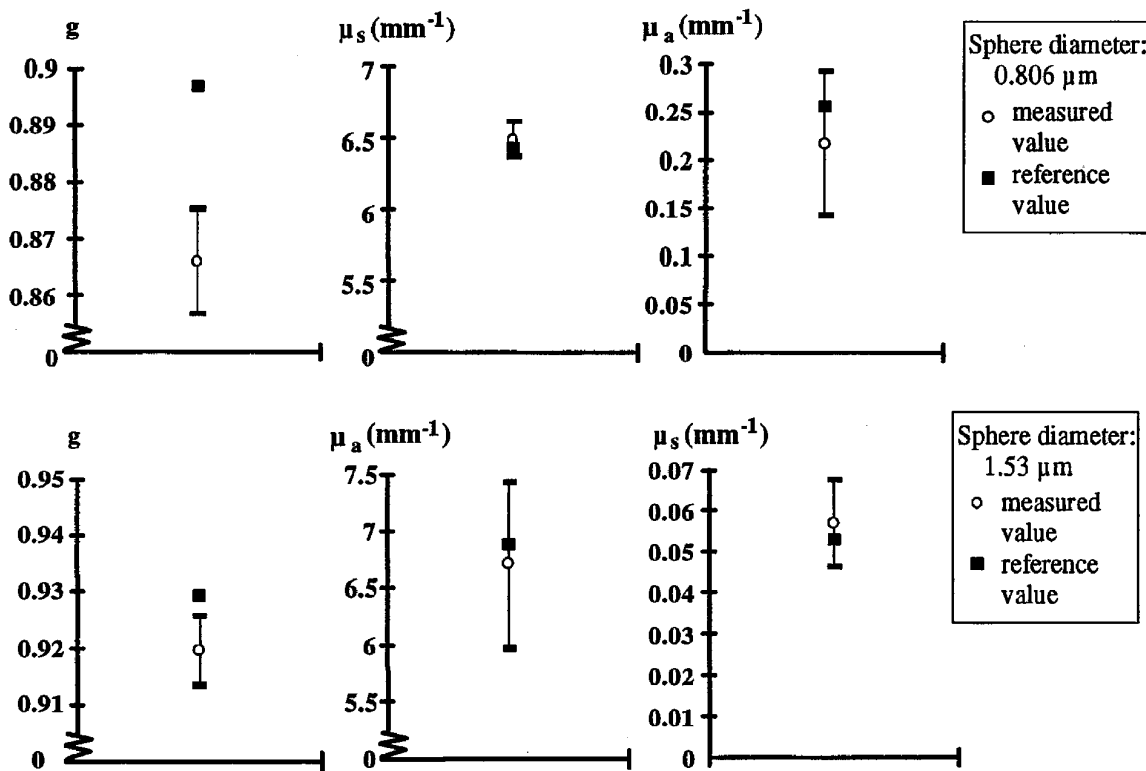 g
0.9
0.89
0.88
0.87
0.86
0
μs (mm-1)
7
6.5
6
5.5
0
μa (mm-1)
0.3
0.25
0.2
0.15
0.1
0.05
0
Sphere diameter:
0.806 μm
measured
value
reference
value
g
0.95
0.94
0.93
0.92
0.91
0
μa (mm-1)
7.5
7
6.5
6
5.5
0
μs (mm-1)
0.07
0.06
0.05
0.04
0.03
0.02
0.01
0
Sphere diameter:
1.53 μm
measured
value
reference
value